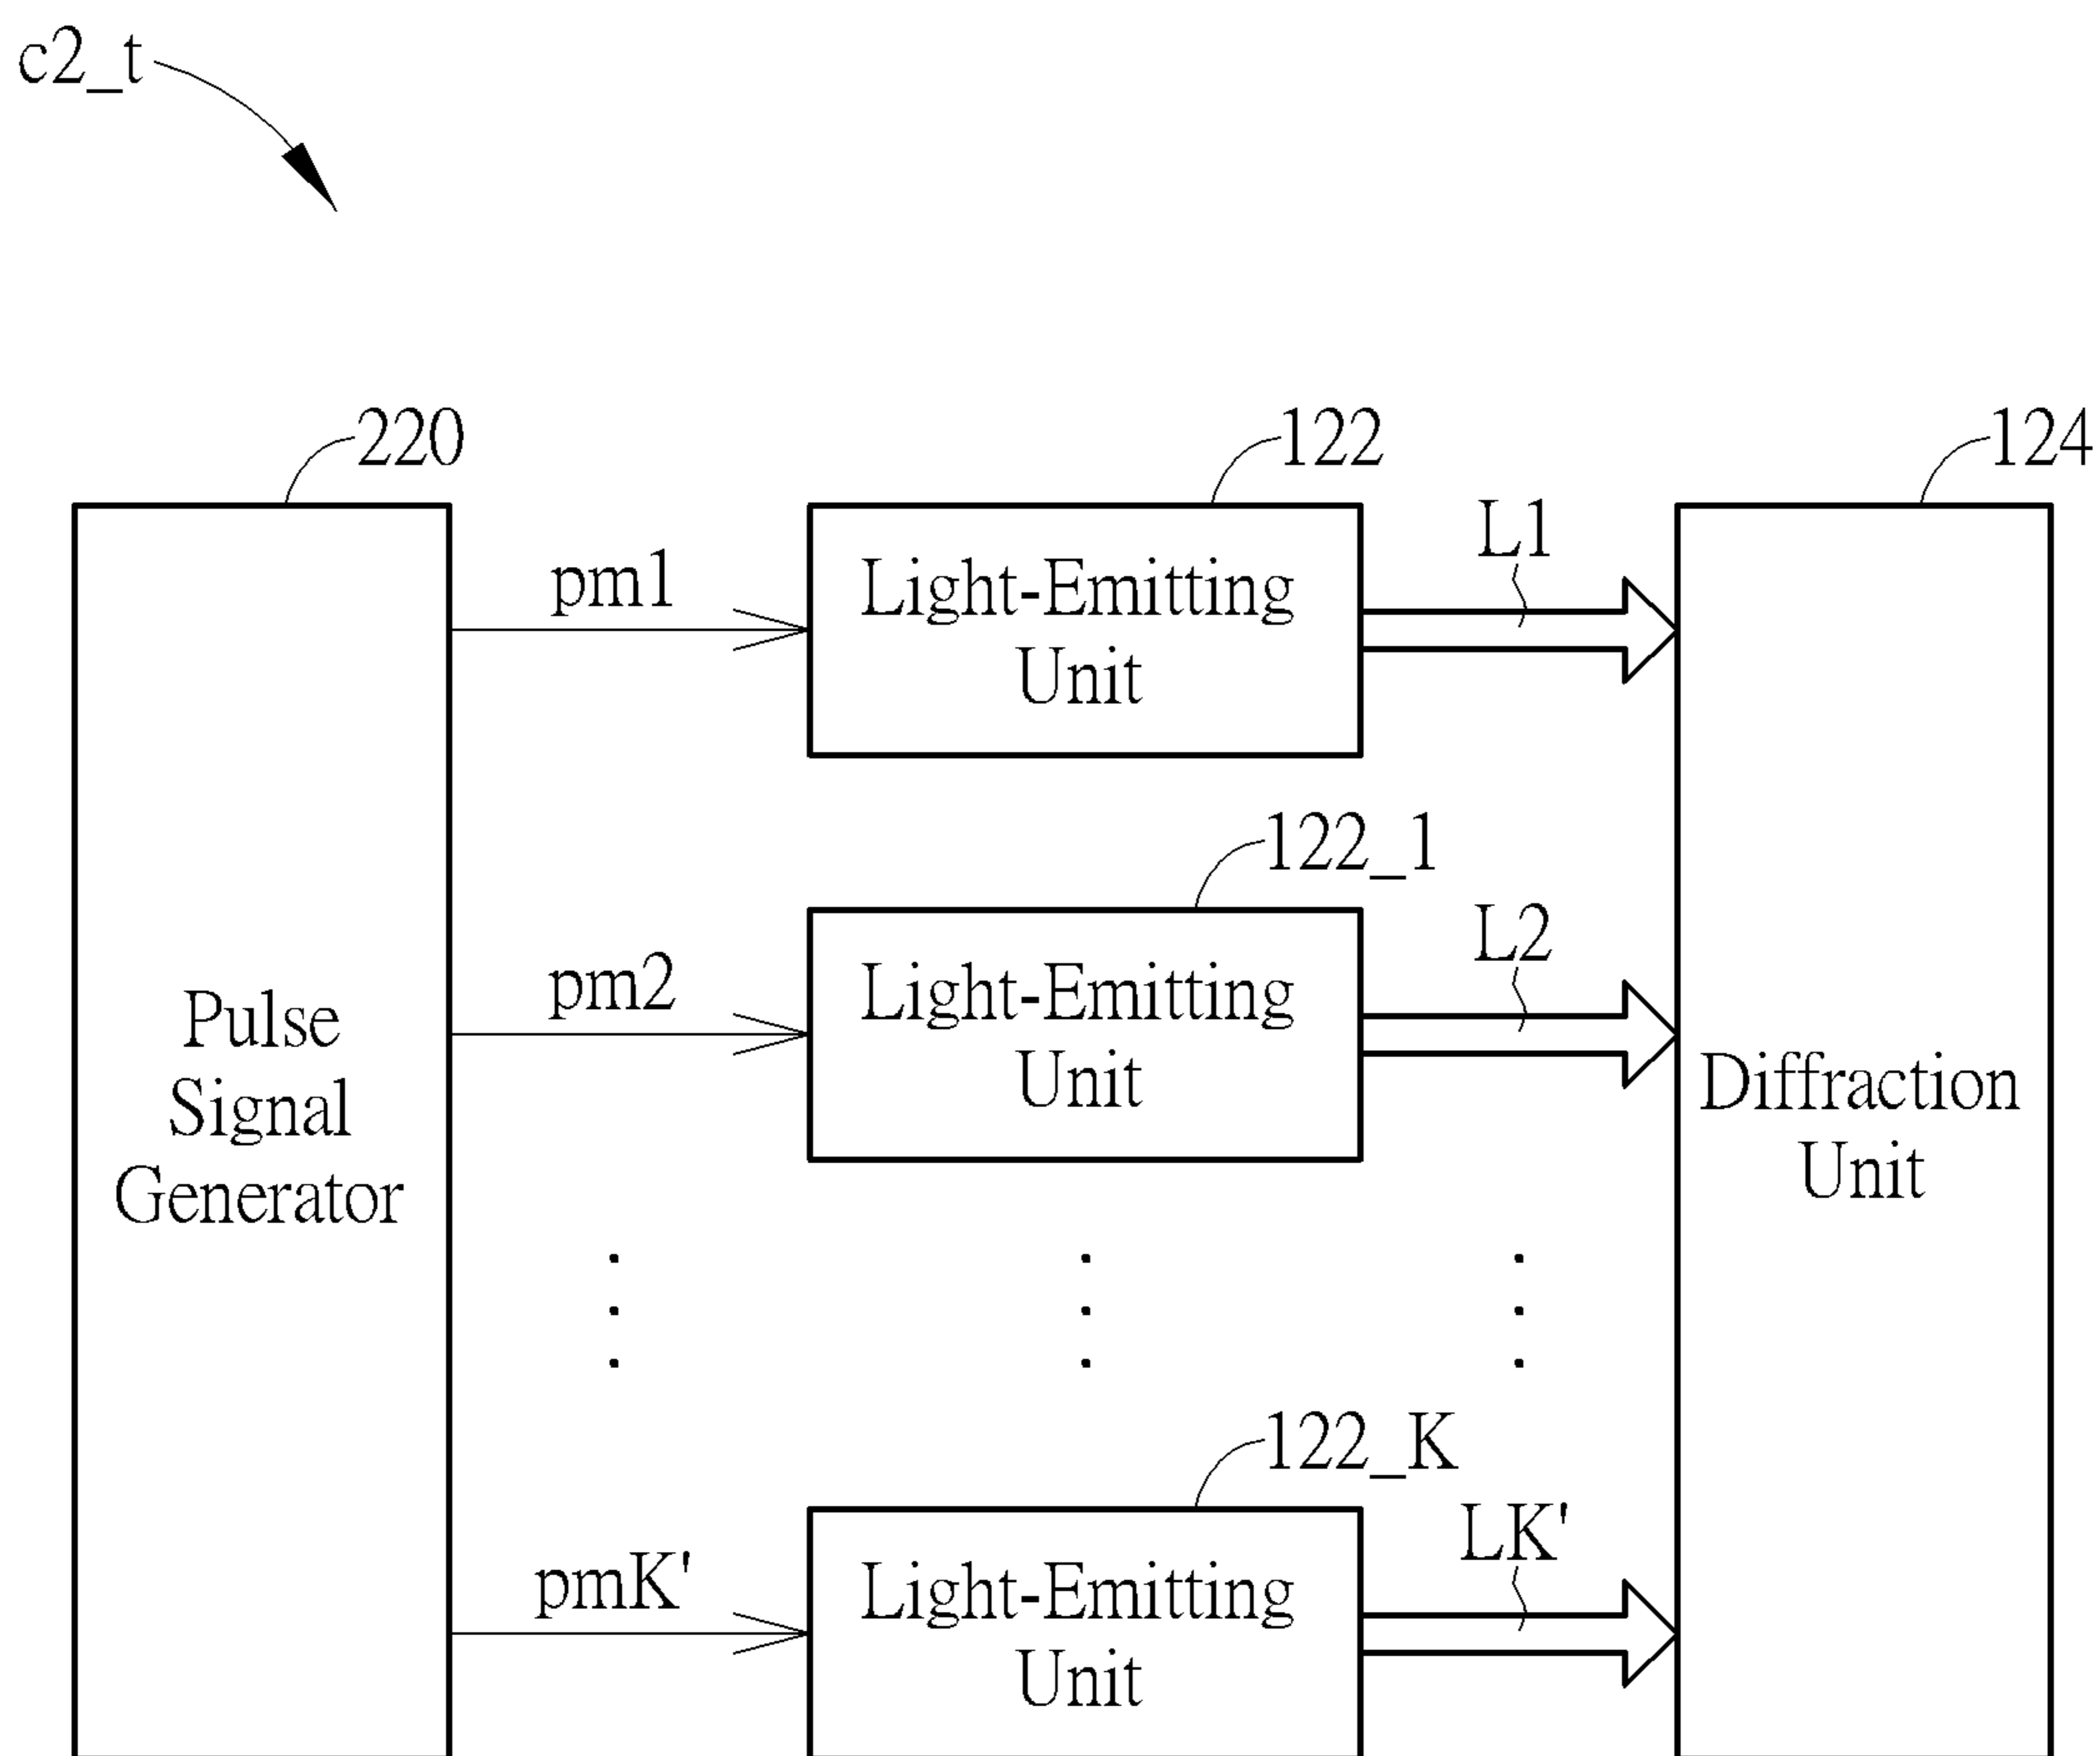 c2_t
220
122
124
pm1
Light-Emitting
Unit
L1
122_1
pm2
Light-Emitting
Unit
L2
Pulse
Signal
Generator
Diffraction
Unit
122_K
pmK'
Light-Emitting
Unit
LK'